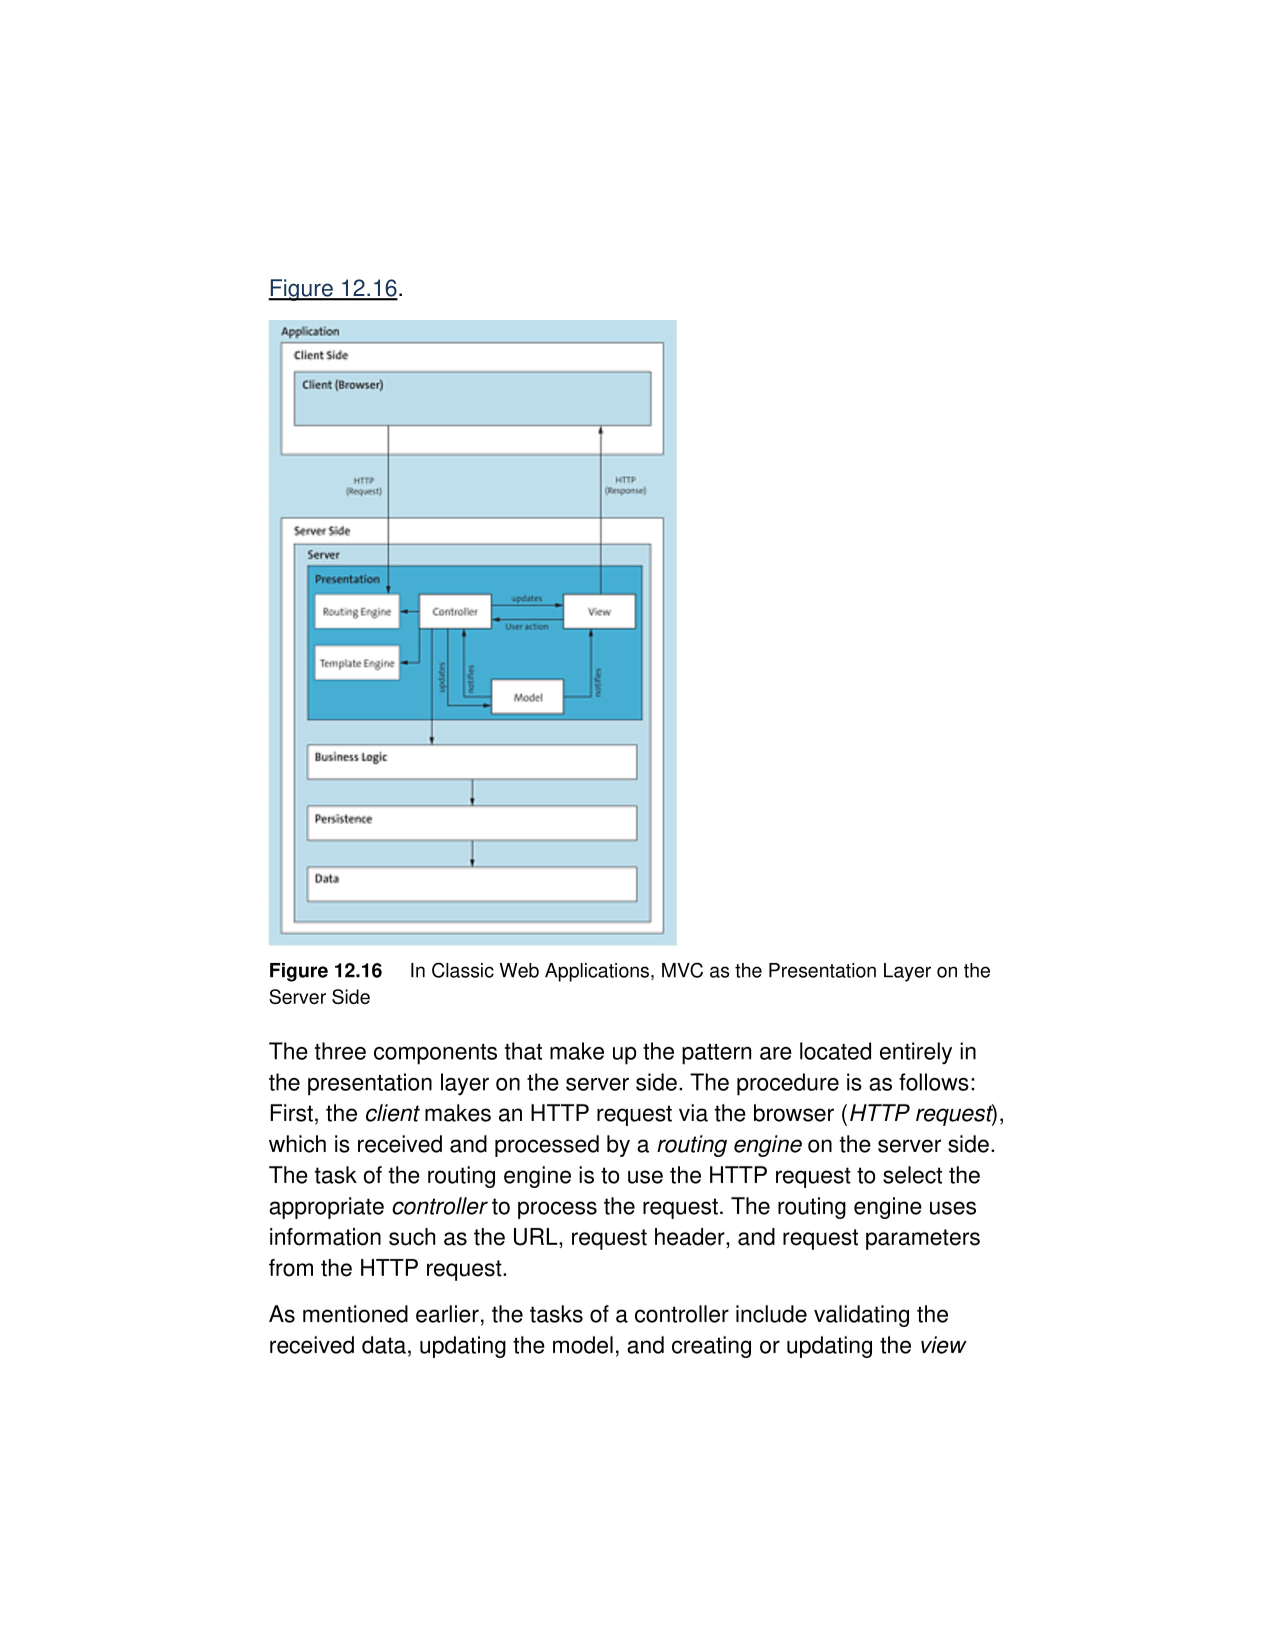 Figure 12.16.
Application
Client Side
Client (Browser)
HTTP
(Request)
HTTP
(Response)
Server Side
Server
Presentation
Routing Engine
Controller
updates
View
User action
Template Engine
updates
notifies
Model
notifies
Business Logic
Persistence
Data
Figure 12.16 In Classic Web Applications, MVC as the Presentation Layer on the
Server Side
The three components that make up the pattern are located entirely in
the presentation layer on the server side. The procedure is as follows:
First, the client makes an HTTP request via the browser (HTTP request),
which is received and processed by a routing engine on the server side.
The task of the routing engine is to use the HTTP request to select the
appropriate controller to process the request. The routing engine uses
information such as the URL, request header, and request parameters
from the HTTP request.
As mentioned earlier, the tasks of a controller include validating the
received data, updating the model, and creating or updating the view